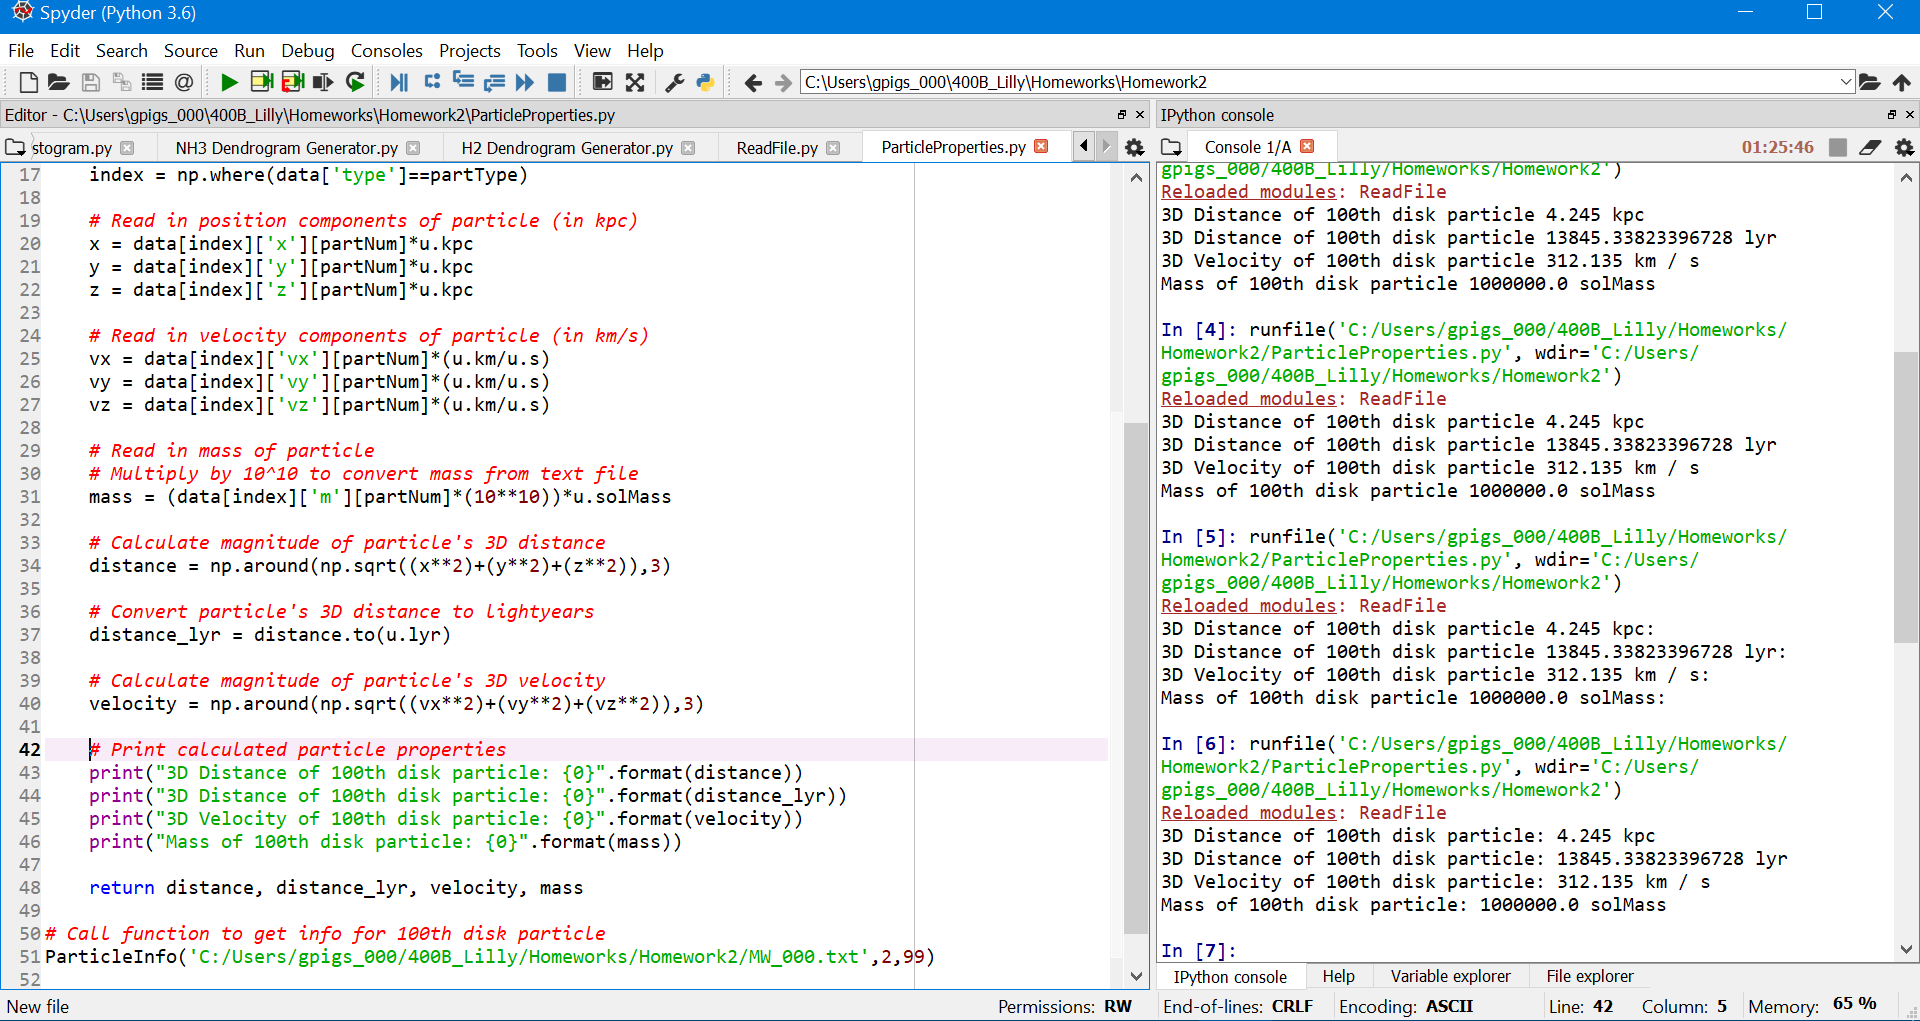 Spyder (Python 3.6)
File Edit Search Source Run Debug Consoles Projects Tools View Help
C:\Users\gpigs_000\400B_Lilly\Homeworks\Homework2
Editor - C:\Users\gpigs_000\400B_Lilly\Homeworks\Homework2\ParticleProperties.py
stogram.py NH3 Dendrogram Generator.py H2 Dendrogram Generator.py ReadFile.py ParticleProperties.py
17 index = np.where(data['type']==partType)
18
19 # Read in position components of particle (in kpc)
20 x = data[index]['x'][partNum]*u.kpc
21 y = data[index]['y'][partNum]*u.kpc
22 z = data[index]['z'][partNum]*u.kpc
23
24 # Read in velocity components of particle (in km/s)
25 vx = data[index]['vx'][partNum]*(u.km/u.s)
26 vy = data[index]['vy'][partNum]*(u.km/u.s)
27 vz = data[index]['vz'][partNum]*(u.km/u.s)
28
29 # Read in mass of particle
30 # Multiply by 10^10 to convert mass from text file
31 mass = (data[index]['m'][partNum]*(10**10))*u.solMass
32
33 # Calculate magnitude of particle's 3D distance
34 distance = np.around(np.sqrt((x**2)+(y**2)+(z**2)),3)
35
36 # Convert particle's 3D distance to lightyears
37 distance_lyr = distance.to(u.lyr)
38
39 # Calculate magnitude of particle's 3D velocity
40 velocity = np.around(np.sqrt((vx**2)+(vy**2)+(vz**2)),3)
41
42 # Print calculated particle properties
43 print("3D Distance of 100th disk particle: {0}".format(distance))
44 print("3D Distance of 100th disk particle: {0}".format(distance_lyr))
45 print("3D Velocity of 100th disk particle: {0}".format(velocity))
46 print("Mass of 100th disk particle: {0}".format(mass))
47
48 return distance, distance_lyr, velocity, mass
49
50 # Call function to get info for 100th disk particle
51 ParticleInfo('C:/Users/gpigs_000/400B_Lilly/Homeworks/Homework2/MW_000.txt',2,99)
52
IPython console
Console 1/A 01:25:46
gpigs_000/400B_Lilly/Homeworks/Homework2')
Reloaded modules: ReadFile
3D Distance of 100th disk particle 4.245 kpc
3D Distance of 100th disk particle 13845.33823396728 lyr
3D Velocity of 100th disk particle 312.135 km / s
Mass of 100th disk particle 1000000.0 solMass
In [4]: runfile('C:/Users/gpigs_000/400B_Lilly/Homeworks/
Homework2/ParticleProperties.py', wdir='C:/Users/
gpigs_000/400B_Lilly/Homeworks/Homework2')
Reloaded modules: ReadFile
3D Distance of 100th disk particle 4.245 kpc
3D Distance of 100th disk particle 13845.33823396728 lyr
3D Velocity of 100th disk particle 312.135 km / s
Mass of 100th disk particle 1000000.0 solMass
In [5]: runfile('C:/Users/gpigs_000/400B_Lilly/Homeworks/
Homework2/ParticleProperties.py', wdir='C:/Users/
gpigs_000/400B_Lilly/Homeworks/Homework2')
Reloaded modules: ReadFile
3D Distance of 100th disk particle 4.245 kpc:
3D Distance of 100th disk particle 13845.33823396728 lyr:
3D Velocity of 100th disk particle 312.135 km / s:
Mass of 100th disk particle 1000000.0 solMass:
In [6]: runfile('C:/Users/gpigs_000/400B_Lilly/Homeworks/
Homework2/ParticleProperties.py', wdir='C:/Users/
gpigs_000/400B_Lilly/Homeworks/Homework2')
Reloaded modules: ReadFile
3D Distance of 100th disk particle: 4.245 kpc
3D Distance of 100th disk particle: 13845.33823396728 lyr
3D Velocity of 100th disk particle: 312.135 km / s
Mass of 100th disk particle: 1000000.0 solMass
In [7]:
IPython console Help Variable explorer File explorer
New file Permissions: RW End-of-lines: CRLF Encoding: ASCII Line: 42 Column: 5 Memory: 65 %